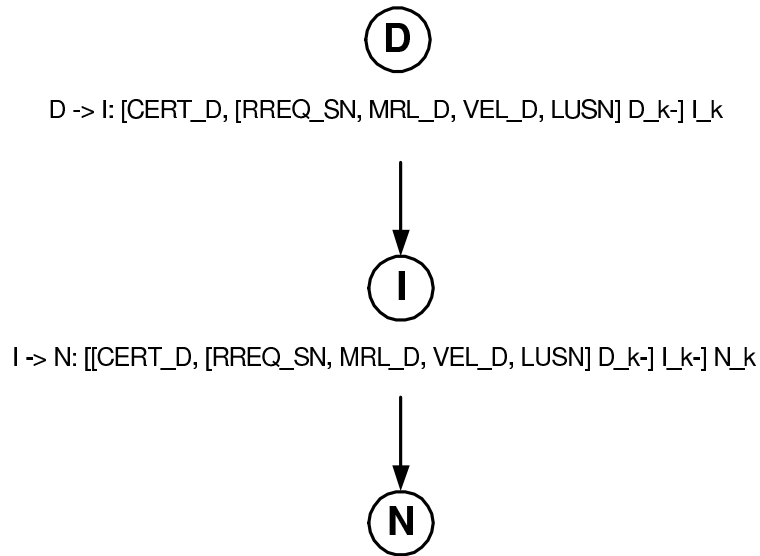 D
D -> I: [CERT_D, [RREQ_SN, MRL_D, VEL_D, LUSN] D_k-] I_k
I
I -> N: [[CERT_D, [RREQ_SN, MRL_D, VEL_D, LUSN] D_k-] I_k-] N_k
N